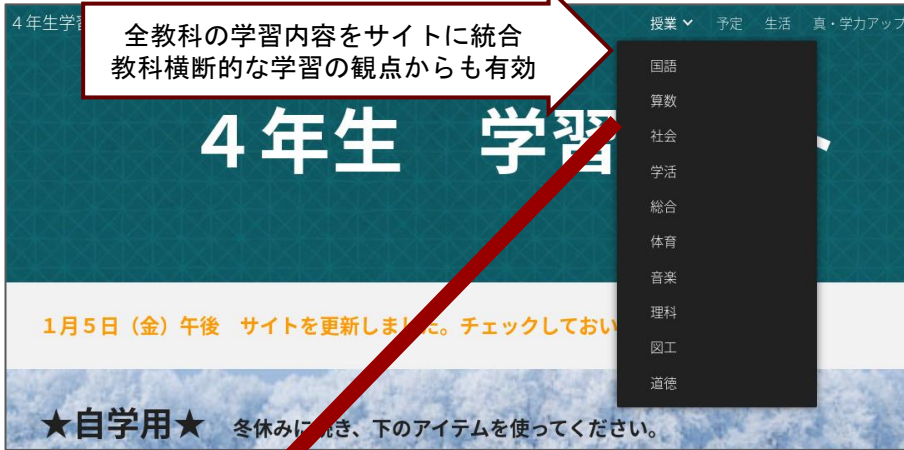 ４年生学
授業 予定 生活 真・学力アップ
全教科の学習内容をサイトに統合
教科横断的な学習の観点からも有効
国語
算数
社会
学活
総合
体育
音楽
理科
図工
道徳
４年生 学習
１月５日（金）午後 サイトを更新しました。チェックしておい
★自学用★ 冬休みに続き、下のアイテムを使ってください。